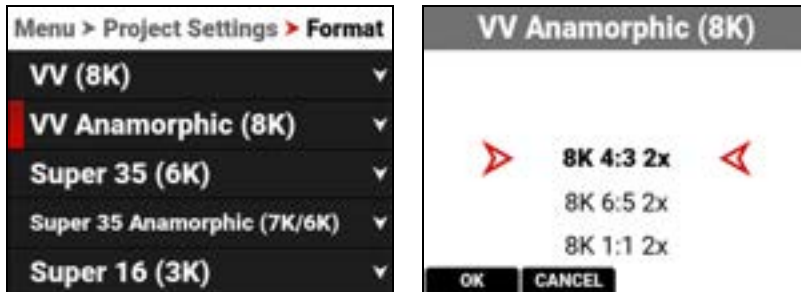 Menu > Project Settings > Format
VV (8K)
VV Anamorphic (8K)
Super 35 (6K)
Super 35 Anamorphic (7K/6K)
Super 16 (3K)
VV Anamorphic (8K)
8K 4:3 2x
8K 6:5 2x
8K 1:1 2x
OK CANCEL